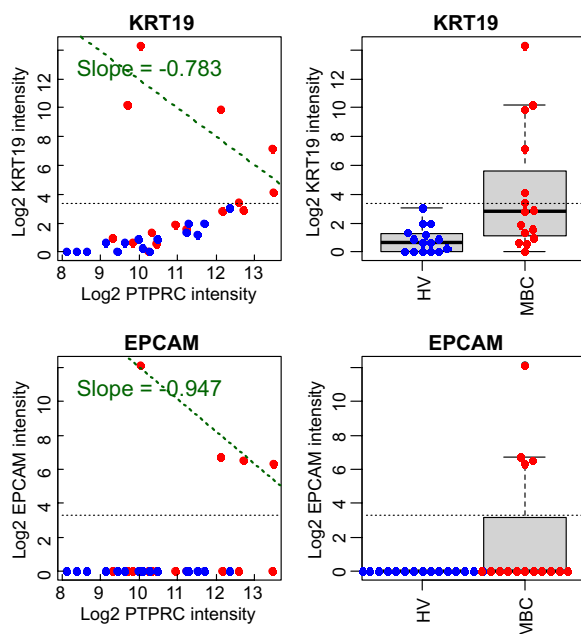 KRT19
Slope = -0.783
Log2 KRT19 intensity
0 2 4 6 8 10 12
8 9 10 11 12 13
Log2 PTPRC intensity
KRT19
Log2 KRT19 intensity
0 2 4 6 8 10 12
HV
MBC
EPCAM
Slope = -0.947
Log2 EPCAM intensity
0 2 4 6 8 10
8 9 10 11 12 13
Log2 PTPRC intensity
EPCAM
Log2 EPCAM intensity
0 2 4 6 8 10
HV
MBC